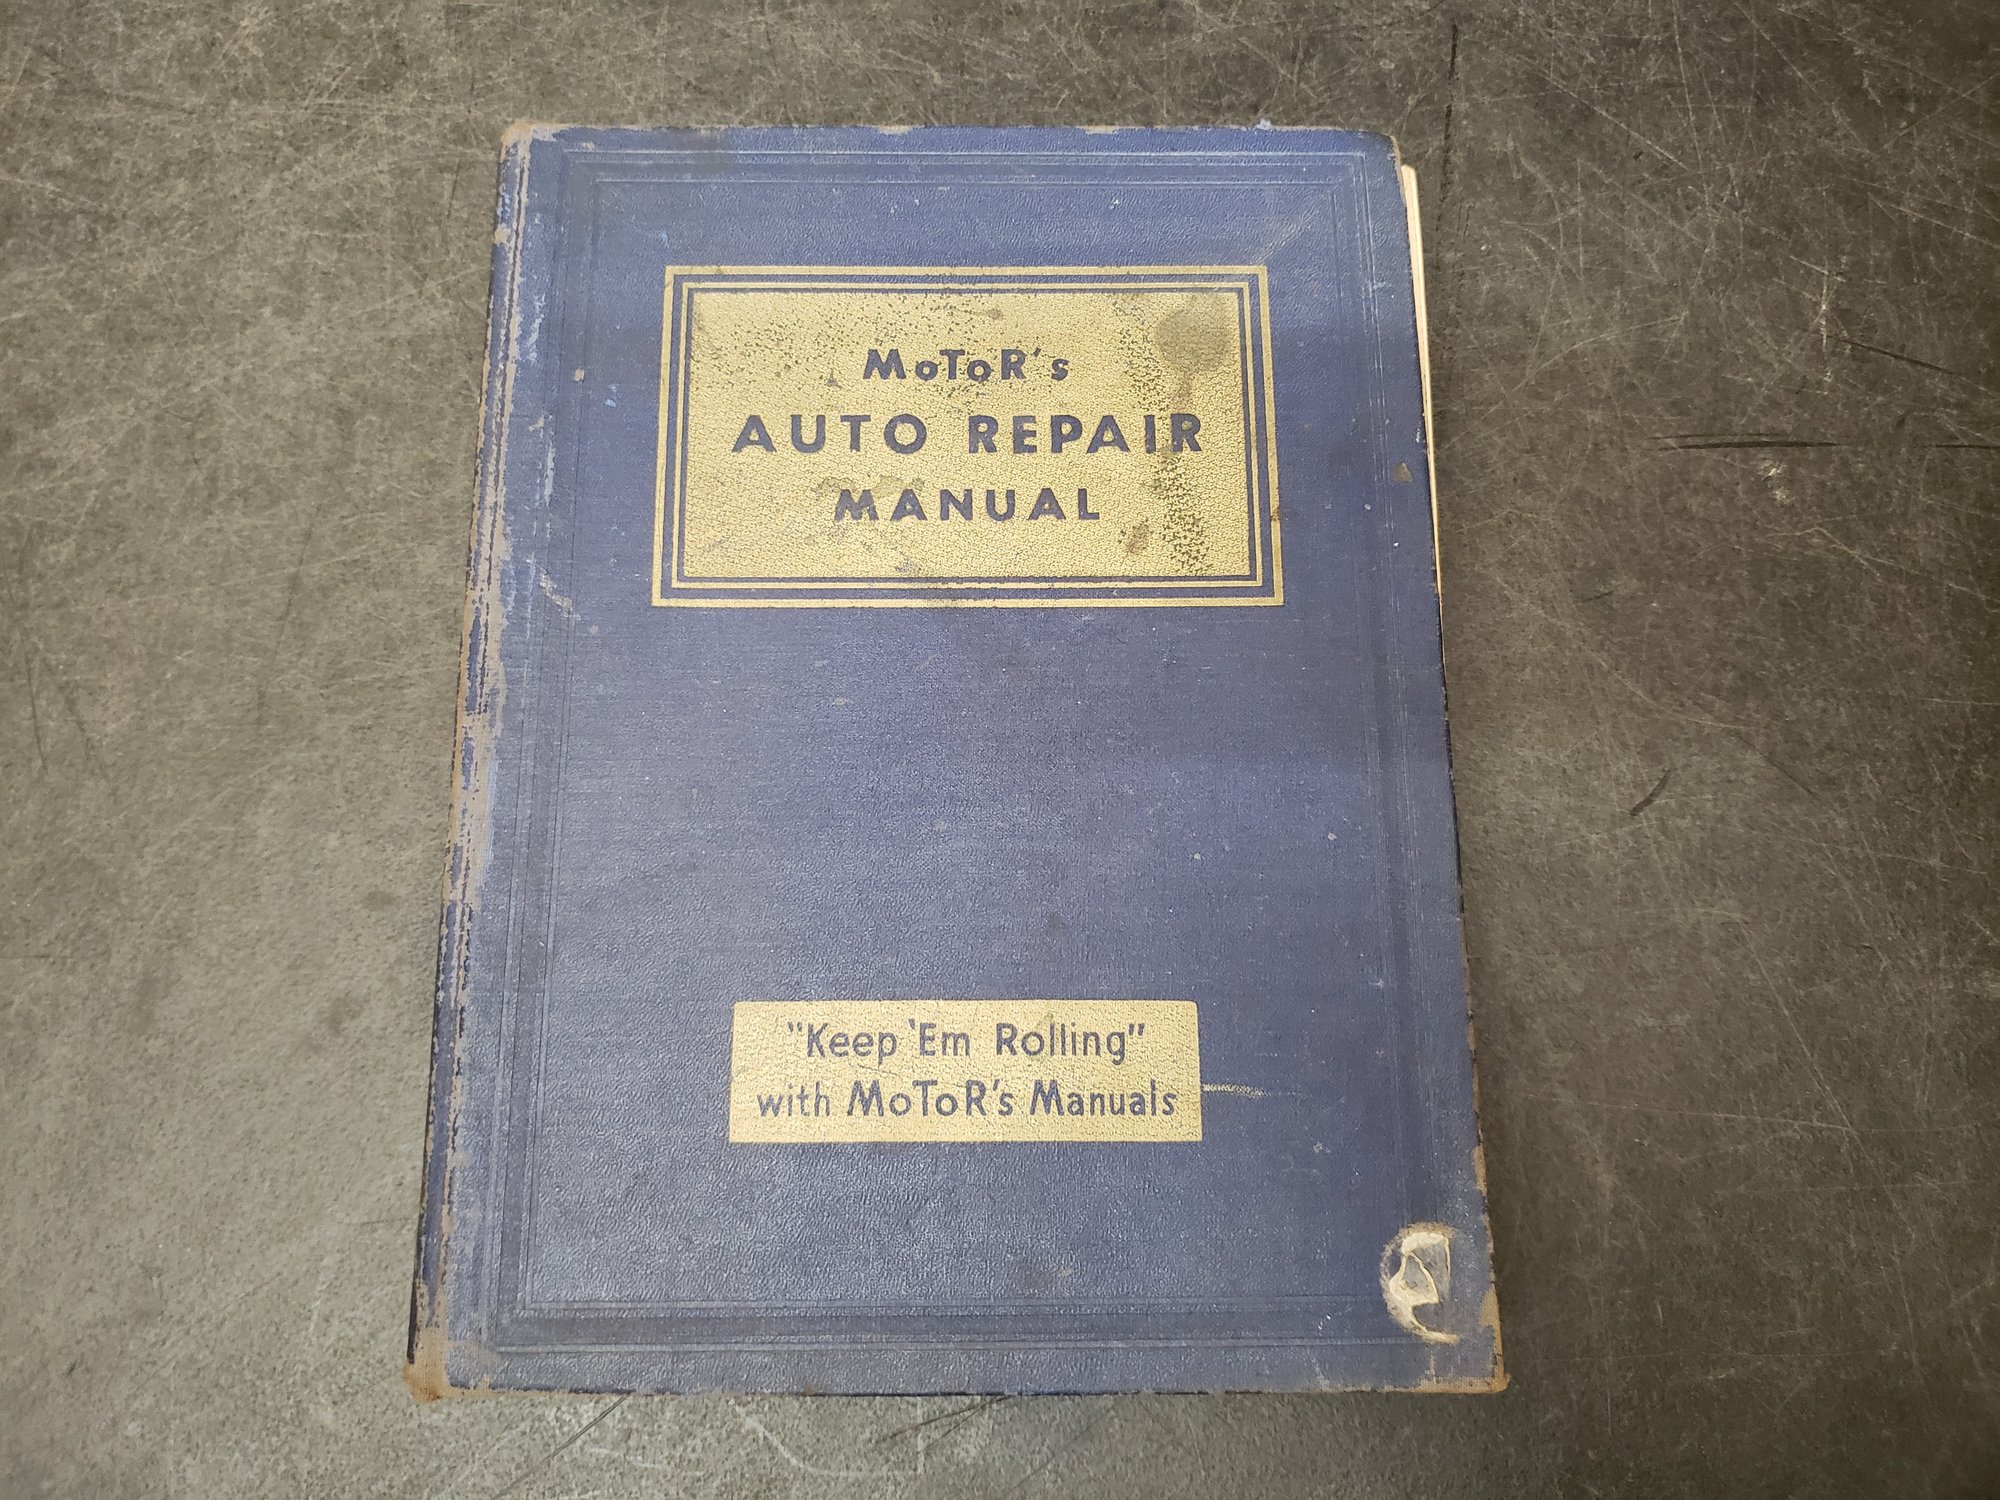 MoToR's
AUTO REPAIR
MANUAL
"Keep 'Em Rolling"
with MoToR's Manuals